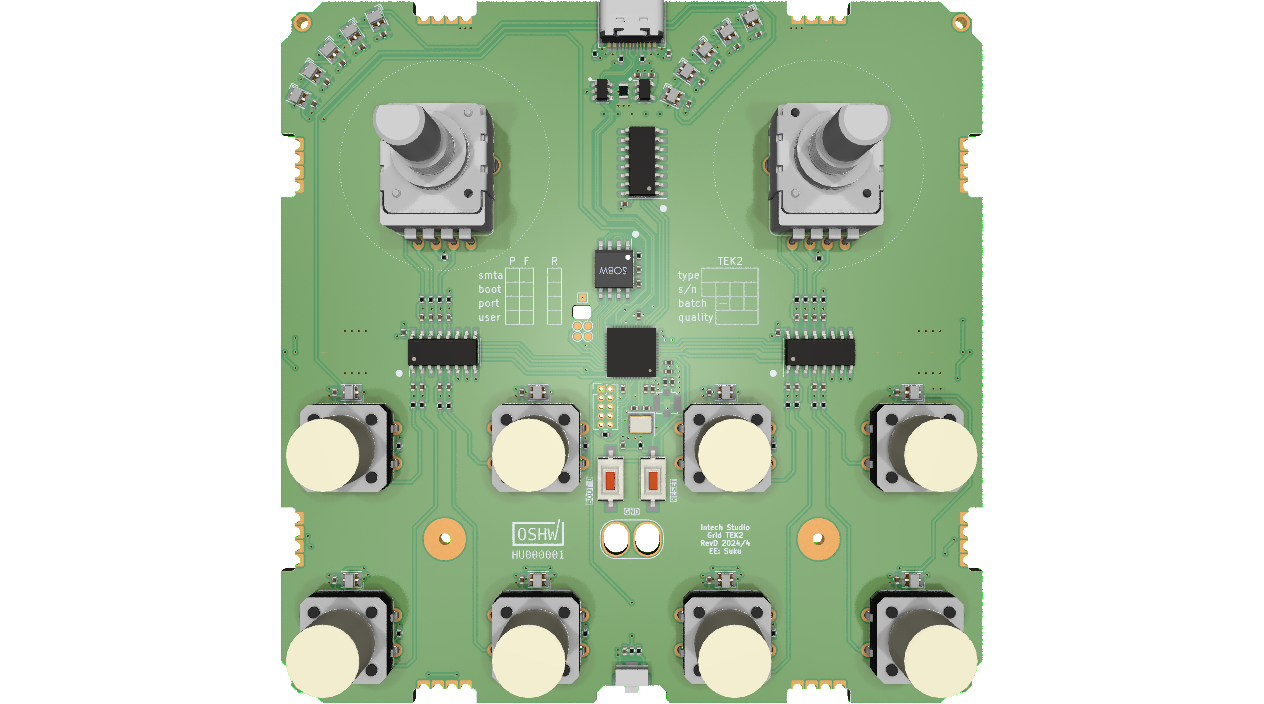 SO8W
P F
R
smta
boot
port
user
TEK2
type
s/n
batch
quality
GND
OSHW
HU000001
Intech Studio
Grid TEK2
RevD 2024/4
EE: Suku